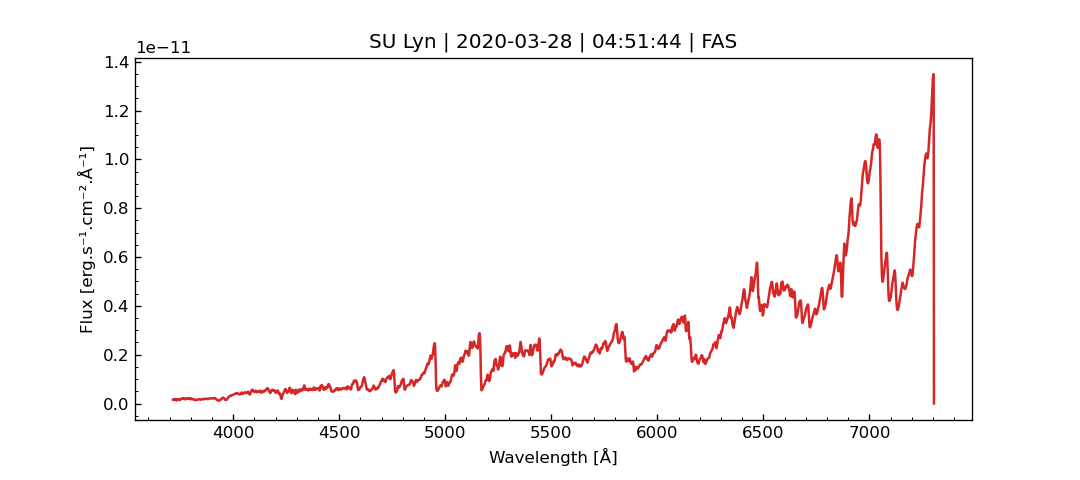 SU Lyn | 2020-03-28 | 04:51:44 | FAS
1e−11
1.4
1.2
1.0
0.8
0.6
0.4
0.2
0.0
Flux [erg.s⁻¹.cm⁻².Å⁻¹]
4000 4500 5000 5500 6000 6500 7000
Wavelength [Å]